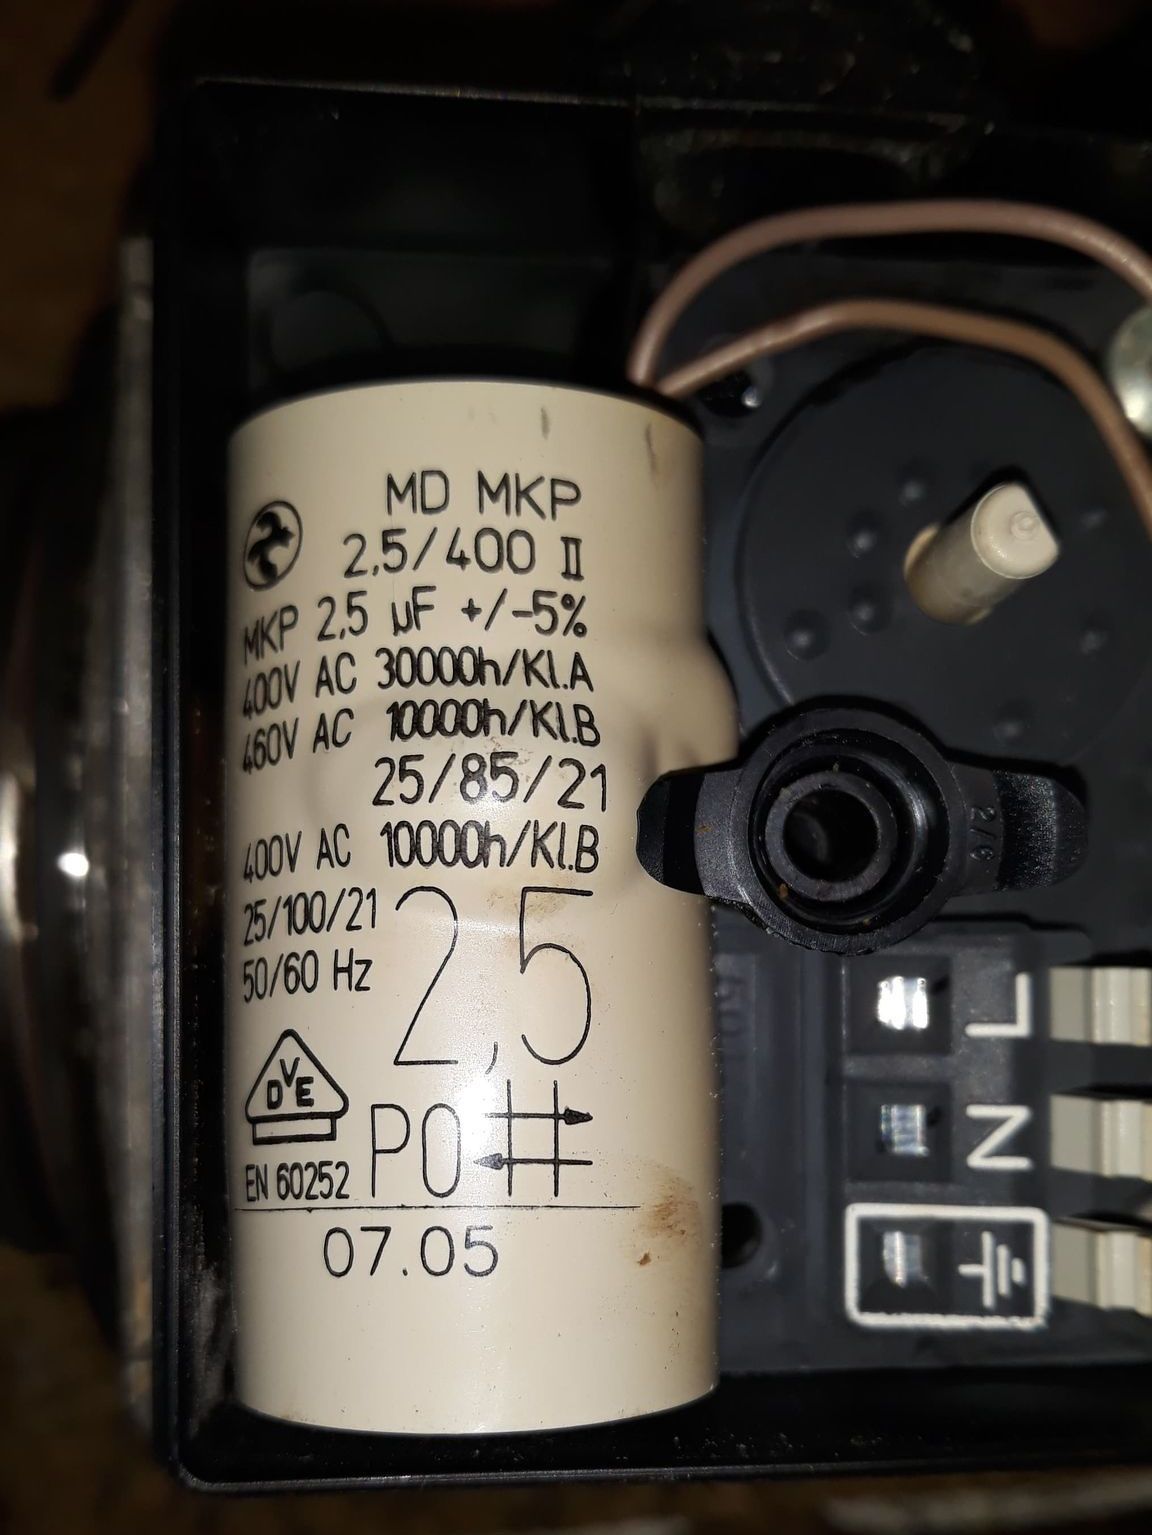 MD MKP
2,5/400 II
MKP 2,5 µF +/-5%
400V AC 30000h/Kl.A
460V AC 10000h/Kl.B
25/85/21
400V AC 10000h/Kl.B
25/100/21
50/60 Hz
2,5
DVE
EN 60252
P0
07.05
L
N